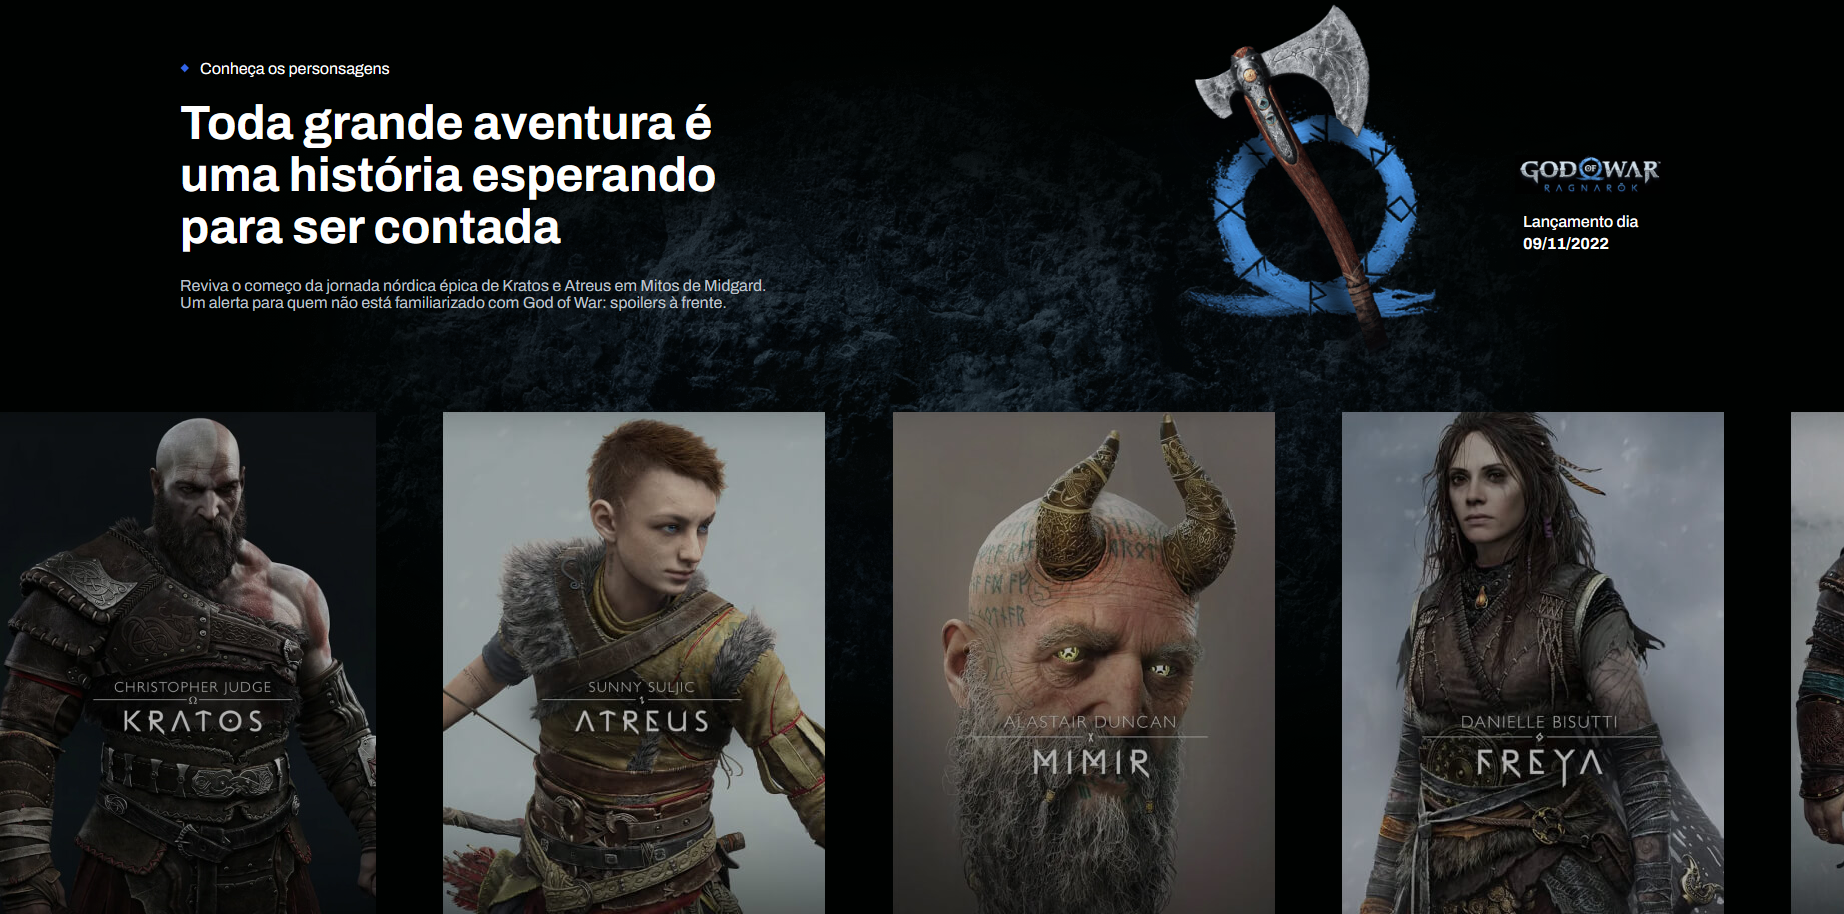 Conheça os personagens
Toda grande aventura é
uma história esperando
para ser contada
Reviva o começo da jornada nórdica épica de Kratos e Atreus em Mitos de Midgard.
Um alerta para quem não está familiarizado com God of War: spoilers à frente.
GOD OF WAR
RAGNARÖK
Lançamento dia
09/11/2022
CHRISTOPHER JUDGE
KRATOS
SUNNY SULJIC
ATREUS
ALASTAIR DUNCAN
MIMIR
DANIELLE BISUTTI
FREYA